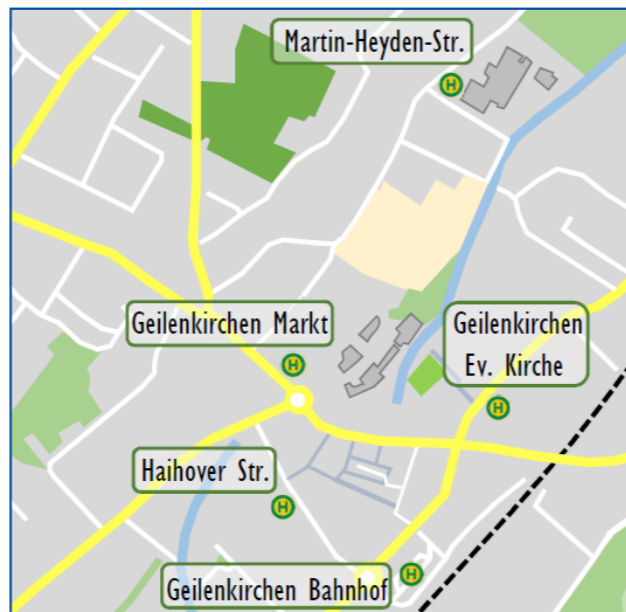 Martin-Heyden-Str.
H
Geilenkirchen Markt
H
Geilenkirchen
Ev. Kirche
H
Haihover Str.
H
Geilenkirchen Bahnhof
H